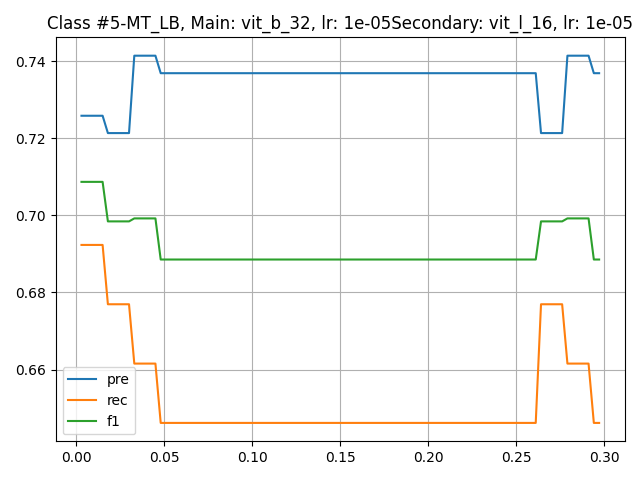 Class #5-MT_LB, Main: vit_b_32, lr: 1e-05Secondary: vit_l_16, lr: 1e-05
0.74
0.72
0.70
0.68
0.66
pre
rec
f1
0.00 0.05 0.10 0.15 0.20 0.25 0.30